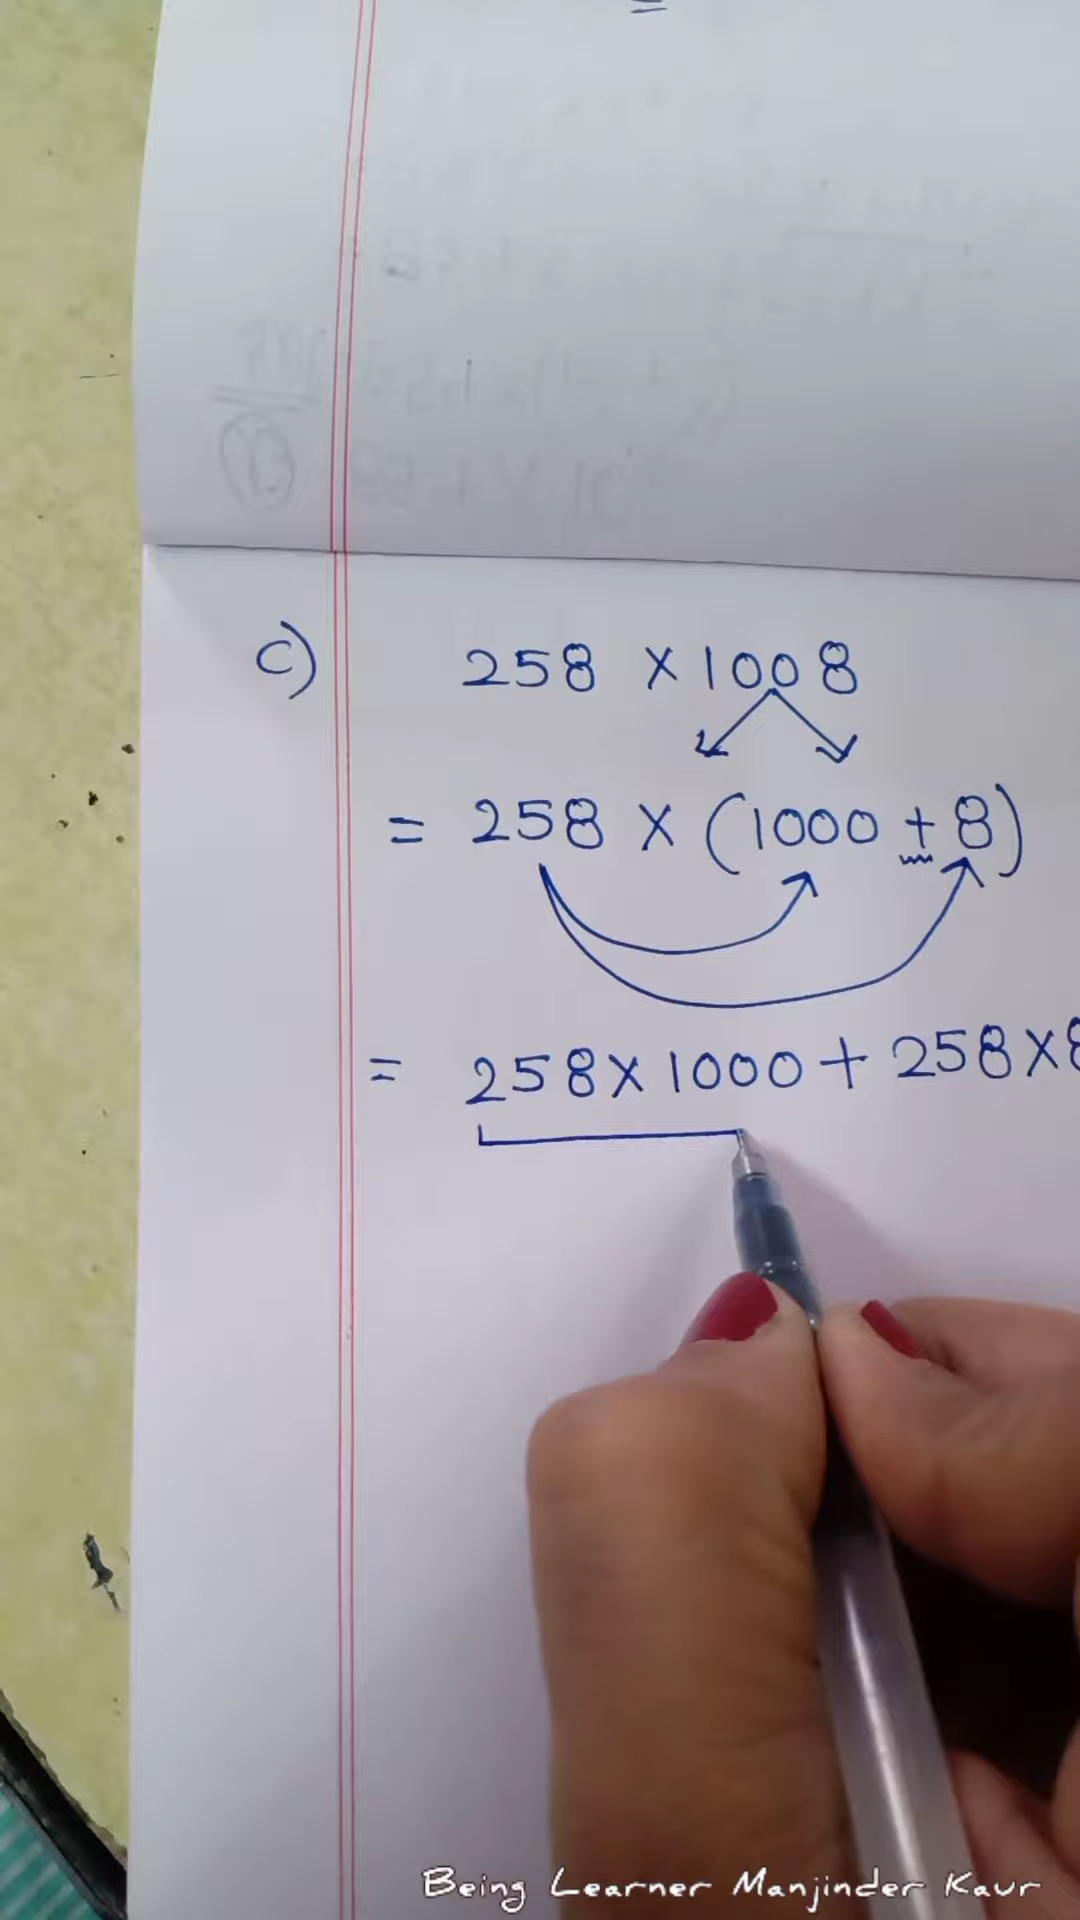 c) 258 × 1008
= 258 × (1000 + 8)
= 258 × 1000 + 258 × 8
Being Learner Manjinder Kaur